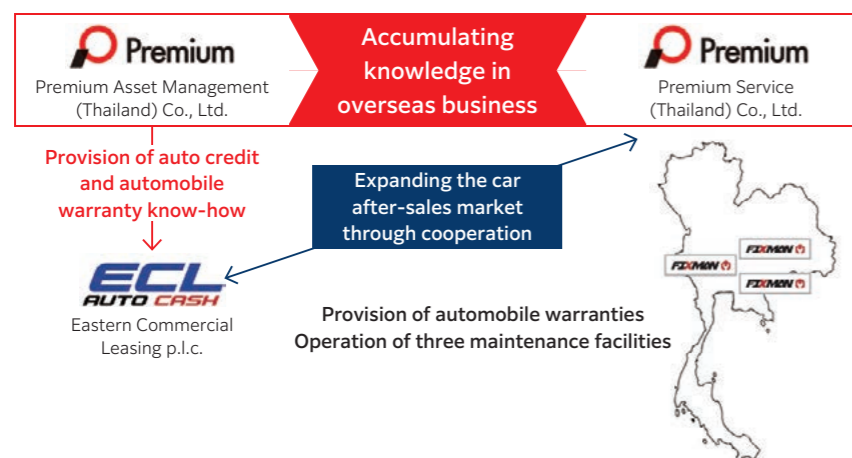 Premium
Premium Asset Management
(Thailand) Co., Ltd.
Accumulating
knowledge in
overseas business
Premium
Premium Service
(Thailand) Co., Ltd.
Provision of auto credit
and automobile
warranty know-how
Expanding the car
after-sales market
through cooperation
ECL
AUTO CASH
Eastern Commercial
Leasing p.l.c.
FIXMAN
FIXMAN
FIXMAN
Provision of automobile warranties
Operation of three maintenance facilities